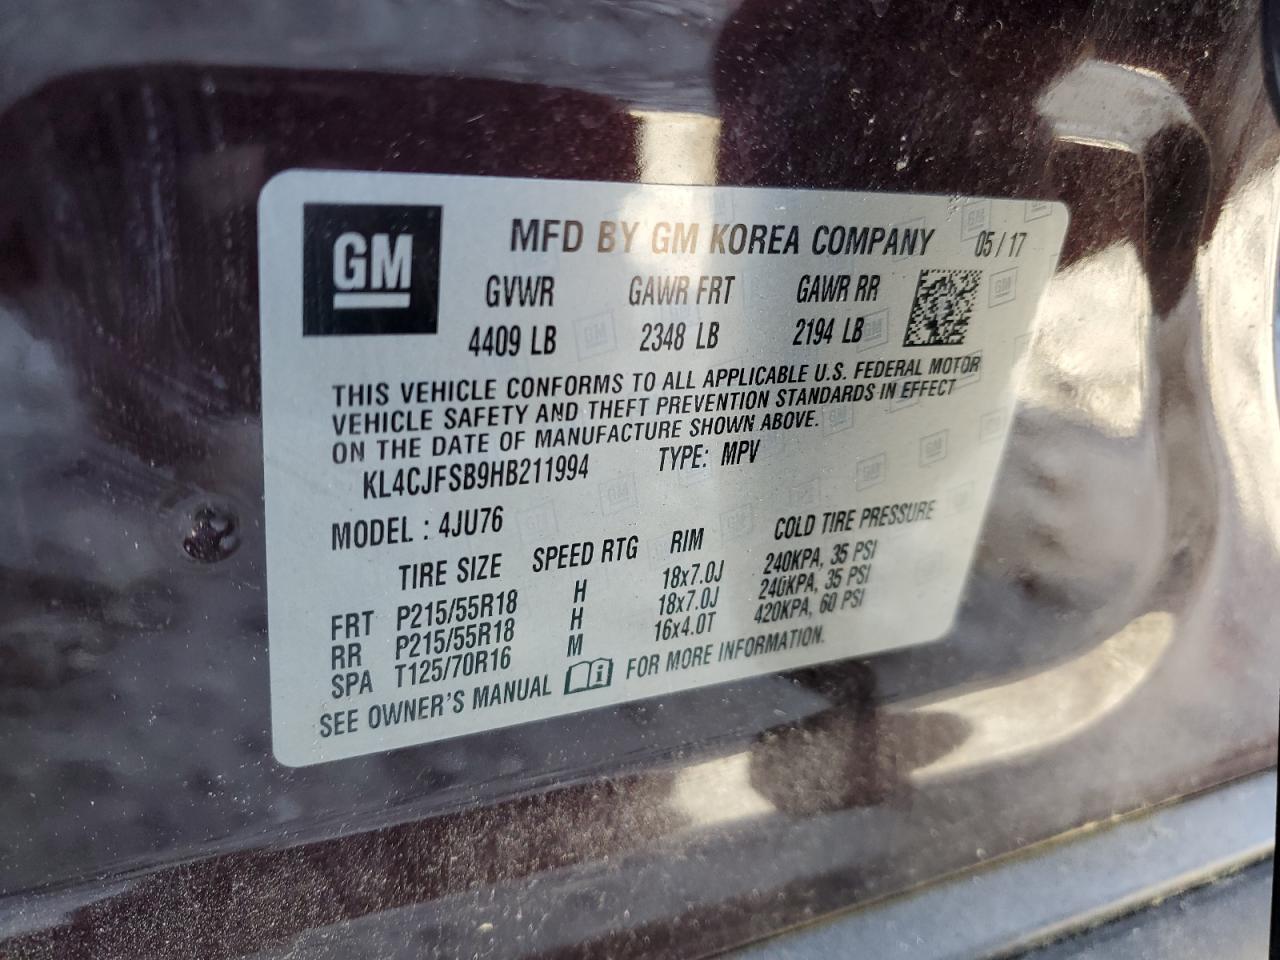 GM
MFD BY GM KOREA COMPANY 05/17
GVWR GAWR FRT GAWR RR
4409 LB 2348 LB 2194 LB
THIS VEHICLE CONFORMS TO ALL APPLICABLE U.S. FEDERAL MOTOR
VEHICLE SAFETY AND THEFT PREVENTION STANDARDS IN EFFECT
ON THE DATE OF MANUFACTURE SHOWN ABOVE.
KL4CJFSB9HB211994 TYPE: MPV
MODEL : 4JU76
TIRE SIZE SPEED RTG RIM COLD TIRE PRESSURE
FRT P215/55R18 H 18x7.0J 240KPA, 35 PSI
RR P215/55R18 H 18x7.0J 240KPA, 35 PSI
SPA T125/70R16 M 16x4.0T 420KPA, 60 PSI
SEE OWNER'S MANUAL FOR MORE INFORMATION.